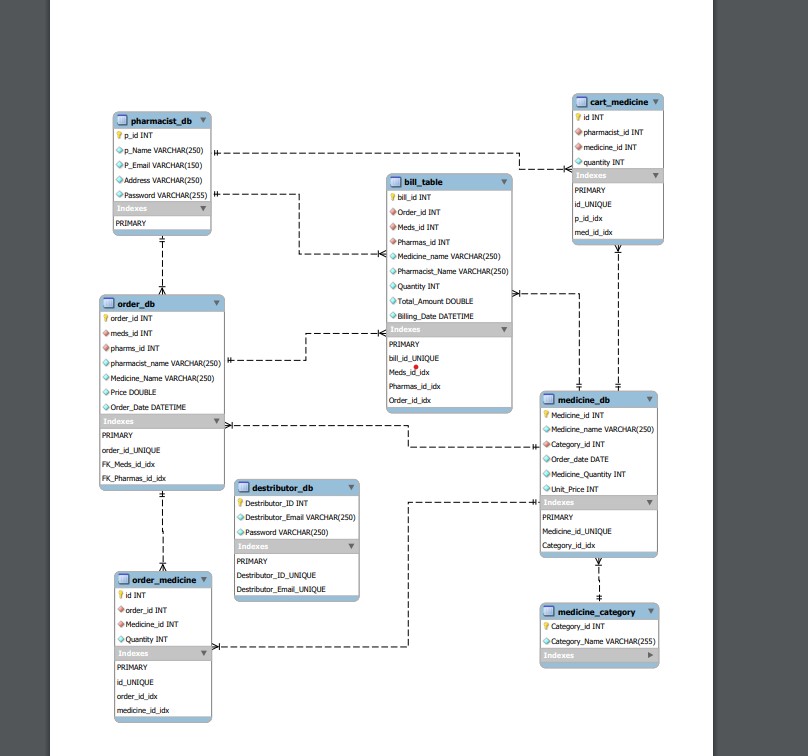 pharmacist_db
p_id INT
p_Name VARCHAR(250)
P_Email VARCHAR(150)
Address VARCHAR(250)
Password VARCHAR(255)
Indexes
PRIMARY
cart_medicine
id INT
pharmacist_id INT
medicine_id INT
quantity INT
Indexes
PRIMARY
id_UNIQUE
p_id_idx
med_id_idx
bill_table
bill_id INT
Order_id INT
Meds_id INT
Pharmas_id INT
Medicine_name VARCHAR(250)
Pharmacist_Name VARCHAR(250)
Quantity INT
Total_Amount DOUBLE
Billing_Date DATETIME
Indexes
PRIMARY
bill_id_UNIQUE
Meds_id_idx
Pharmas_id_idx
Order_id_idx
order_db
order_id INT
meds_id INT
pharms_id INT
pharmacist_name VARCHAR(250)
Medicine_Name VARCHAR(250)
Price DOUBLE
Order_Date DATETIME
Indexes
PRIMARY
order_id_UNIQUE
FK_Meds_id_idx
FK_Pharmas_id_idx
medicine_db
Medicine_id INT
Medicine_name VARCHAR(250)
Category_id INT
Order_date DATE
Medicine_Quantity INT
Unit_Price INT
Indexes
PRIMARY
Medicine_id_UNIQUE
Category_id_idx
destributor_db
Destributor_ID INT
Destributor_Email VARCHAR(250)
Password VARCHAR(250)
Indexes
PRIMARY
Destributor_ID_UNIQUE
Destributor_Email_UNIQUE
order_medicine
id INT
order_id INT
Medicine_id INT
Quantity INT
Indexes
PRIMARY
id_UNIQUE
order_id_idx
medicine_id_idx
medicine_category
Category_id INT
Category_Name VARCHAR(255)
Indexes